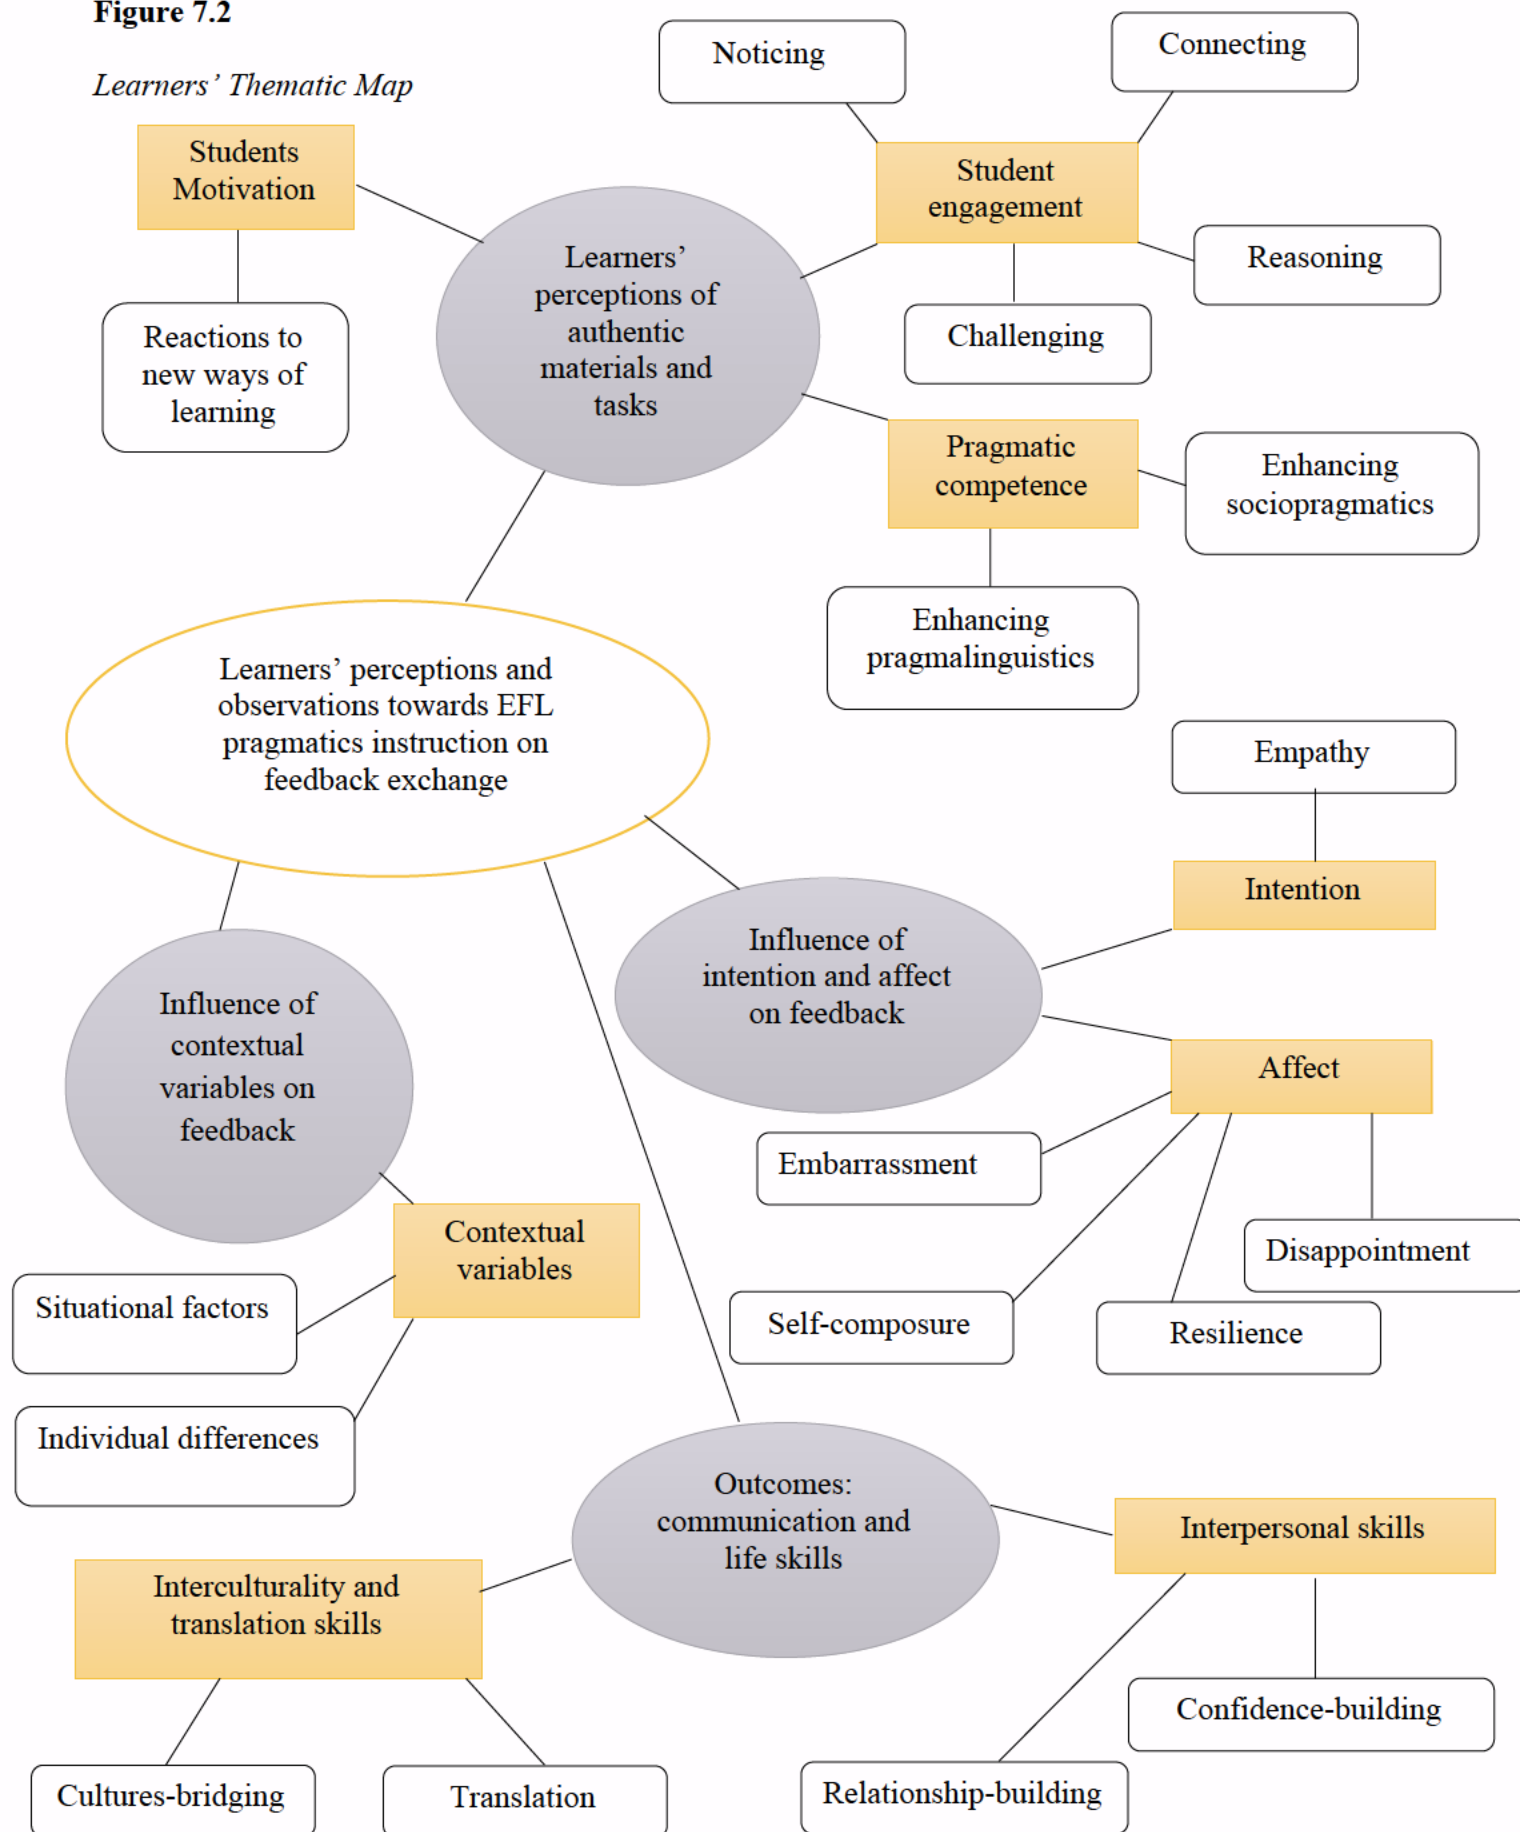 Figure 7.2
Learners’ Thematic Map
Noticing
Connecting
Students
Motivation
Student
engagement
Learners’
perceptions of
authentic
materials and
tasks
Reasoning
Reactions to
new ways of
learning
Challenging
Pragmatic
competence
Enhancing
sociopragmatics
Enhancing
pragmalinguistics
Learners’ perceptions and
observations towards EFL
pragmatics instruction on
feedback exchange
Empathy
Intention
Influence of
intention and affect
on feedback
Influence of
contextual
variables on
feedback
Affect
Embarrassment
Contextual
variables
Disappointment
Situational factors
Self-composure
Resilience
Individual differences
Outcomes:
communication and
life skills
Interpersonal skills
Interculturality and
translation skills
Confidence-building
Cultures-bridging
Translation
Relationship-building